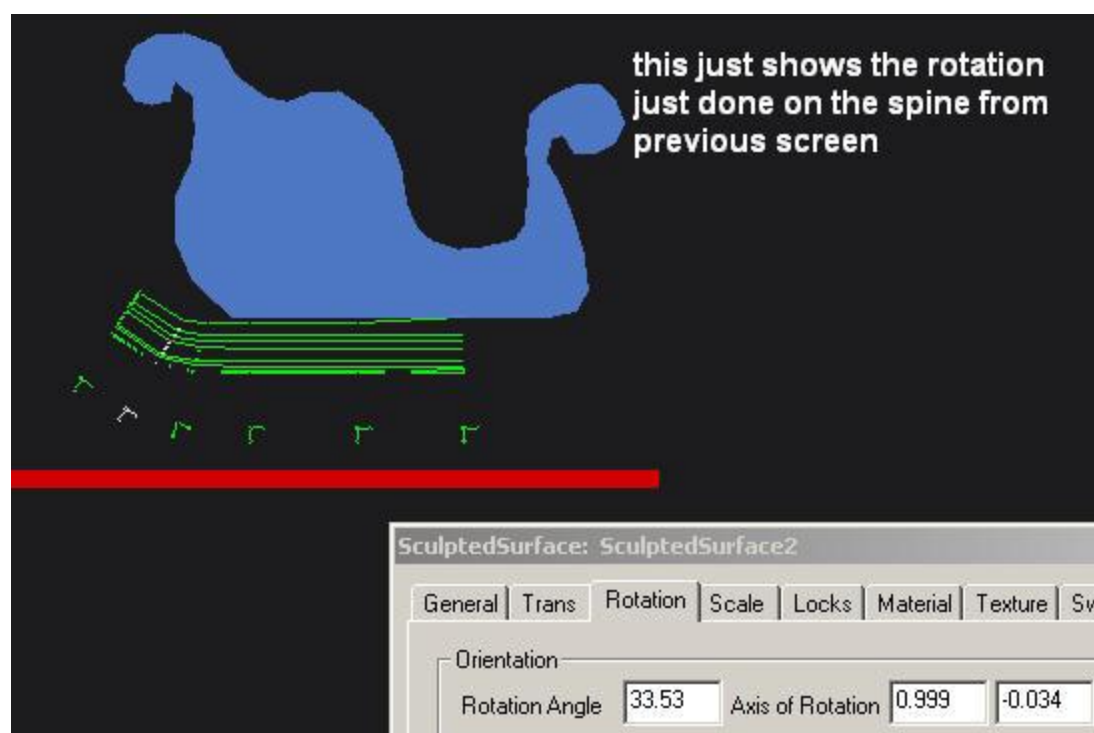 this just shows the rotation
just done on the spine from
previous screen
SculptedSurface: SculptedSurface2
General Trans Rotation Scale Locks Material Texture
Orientation
Rotation Angle 33.53 Axis of Rotation 0.999 -0.034